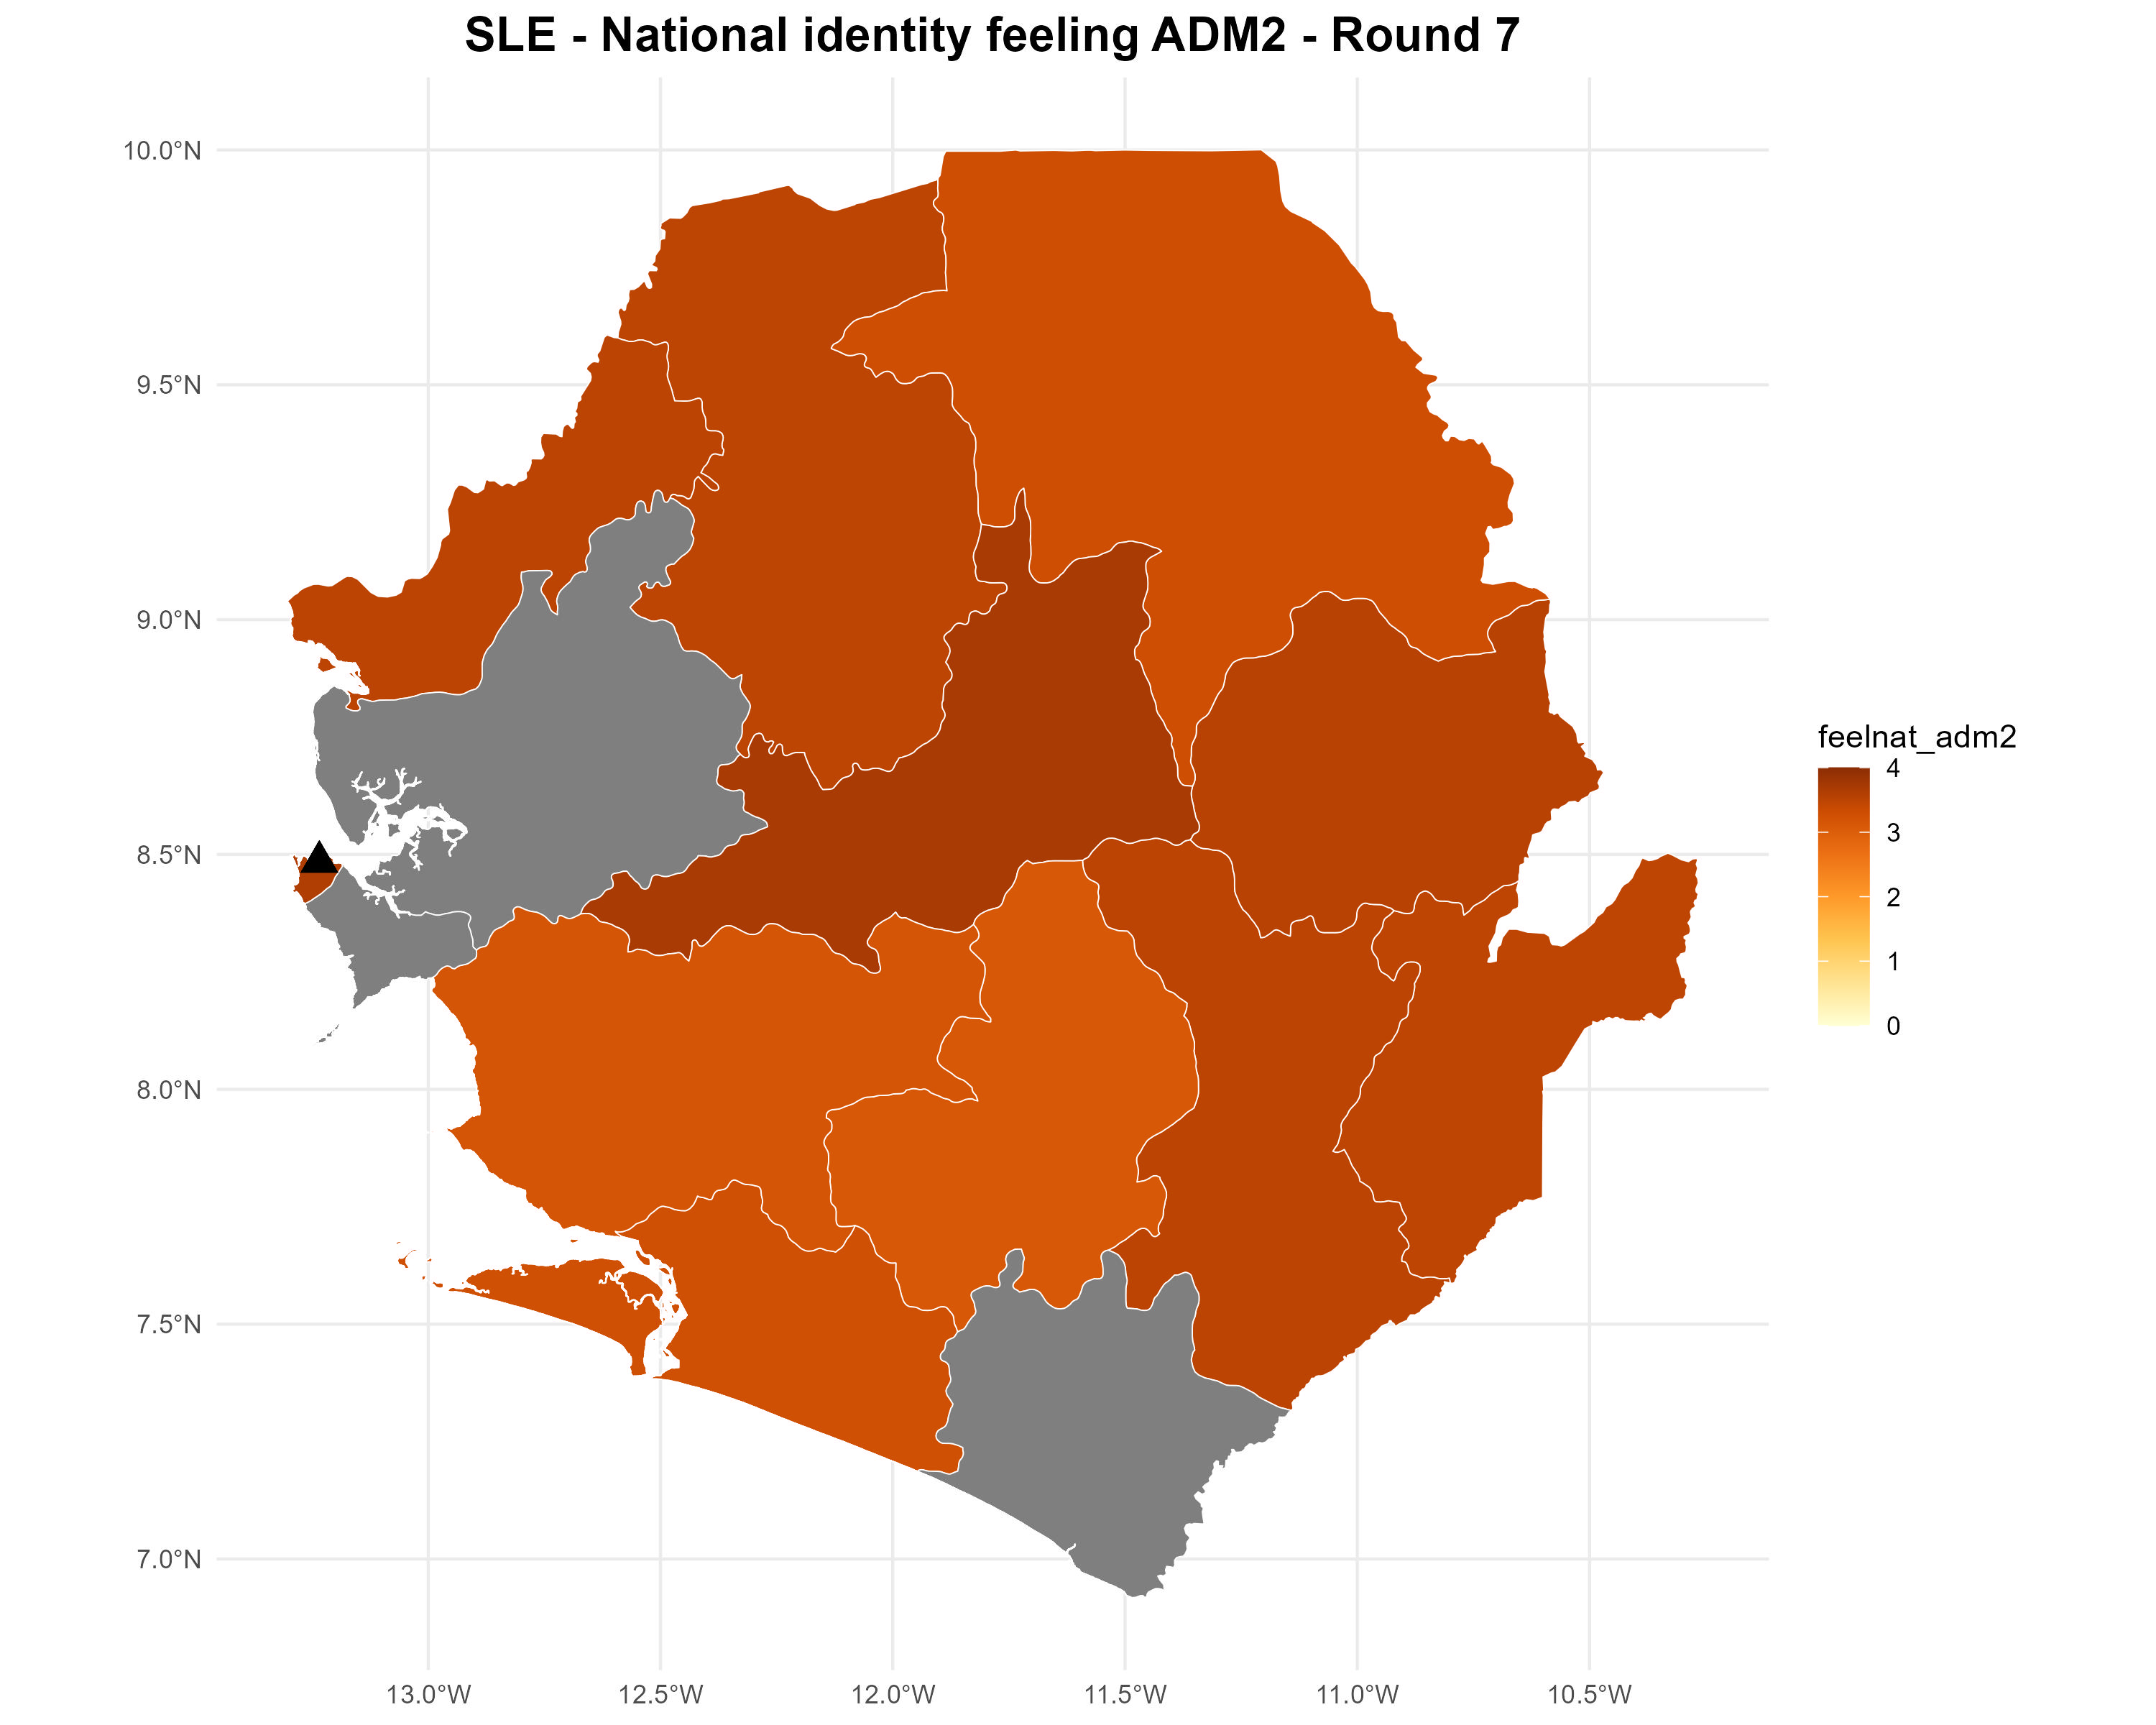 SLE - National identity feeling ADM2 - Round 7
10.0°N
9.5°N
9.0°N
8.5°N
8.0°N
7.5°N
7.0°N
13.0°W
12.5°W
12.0°W
11.5°W
11.0°W
10.5°W
feelnat_adm2
4
3
2
1
0